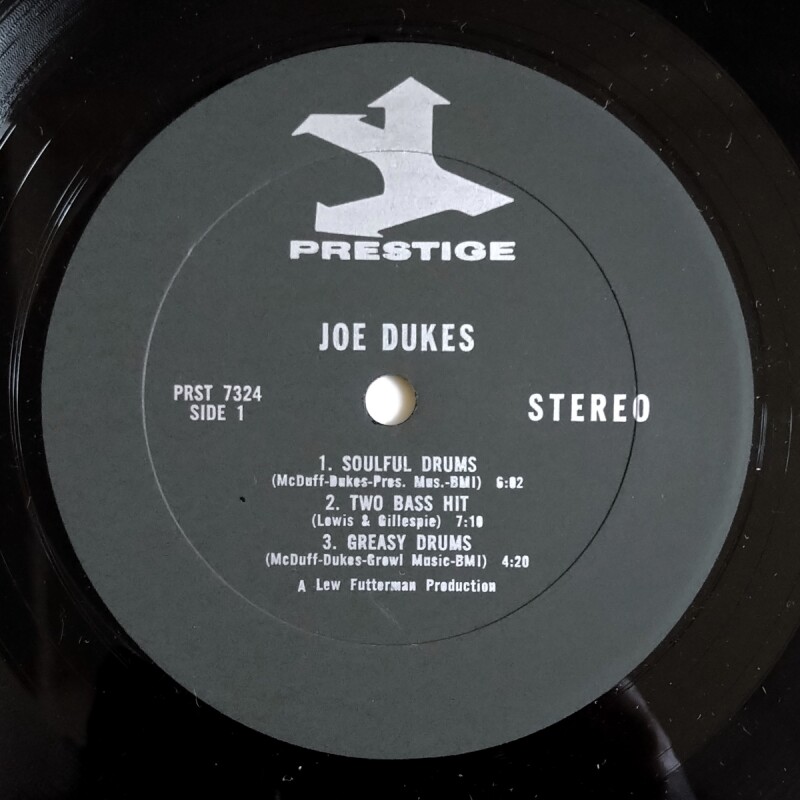 PRESTIGE
JOE DUKES
PRST 7324
SIDE 1
STEREO
1. SOULFUL DRUMS
(McDuff-Dukes-Pres. Mus.-BMI) 6:02
2. TWO BASS HIT
(Lewis & Gillespie) 7:10
3. GREASY DRUMS
(McDuff-Dukes-Growl Music-BMI) 4:20
A Lew Futterman Production